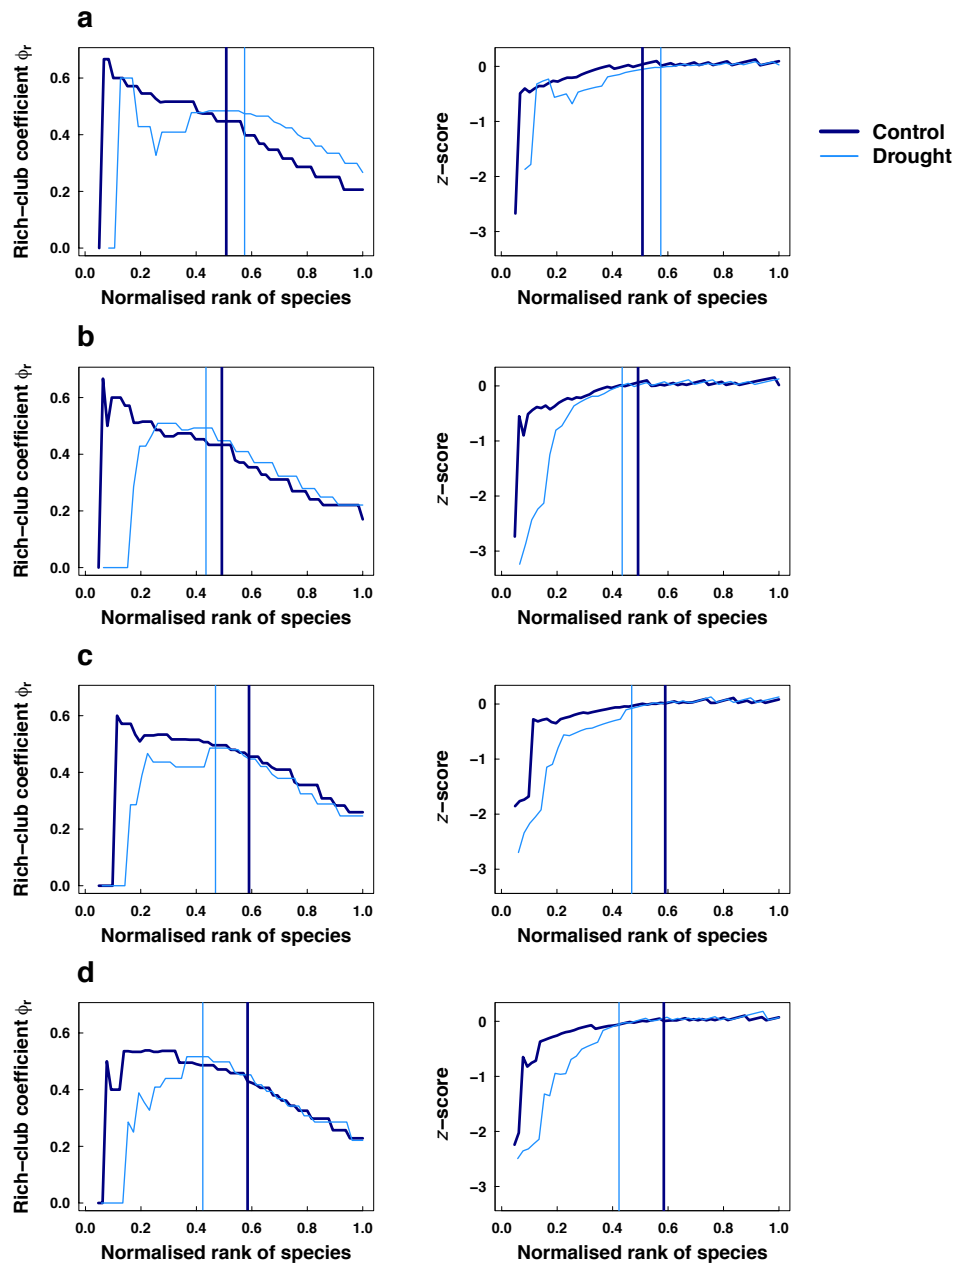 a
Rich−club coefficient ϕr
0.6
0.4
0.2
0.0
0.0 0.2 0.4 0.6 0.8 1.0
Normalised rank of species
z−score
0
−1
−2
−3
0.0 0.2 0.4 0.6 0.8 1.0
Normalised rank of species
Control
Drought
b
Rich−club coefficient ϕr
0.6
0.4
0.2
0.0
0.0 0.2 0.4 0.6 0.8 1.0
Normalised rank of species
z−score
0
−1
−2
−3
0.0 0.2 0.4 0.6 0.8 1.0
Normalised rank of species
c
Rich−club coefficient ϕr
0.6
0.4
0.2
0.0
0.0 0.2 0.4 0.6 0.8 1.0
Normalised rank of species
z−score
0
−1
−2
−3
0.0 0.2 0.4 0.6 0.8 1.0
Normalised rank of species
d
Rich−club coefficient ϕr
0.6
0.4
0.2
0.0
0.0 0.2 0.4 0.6 0.8 1.0
Normalised rank of species
z−score
0
−1
−2
−3
0.0 0.2 0.4 0.6 0.8 1.0
Normalised rank of species